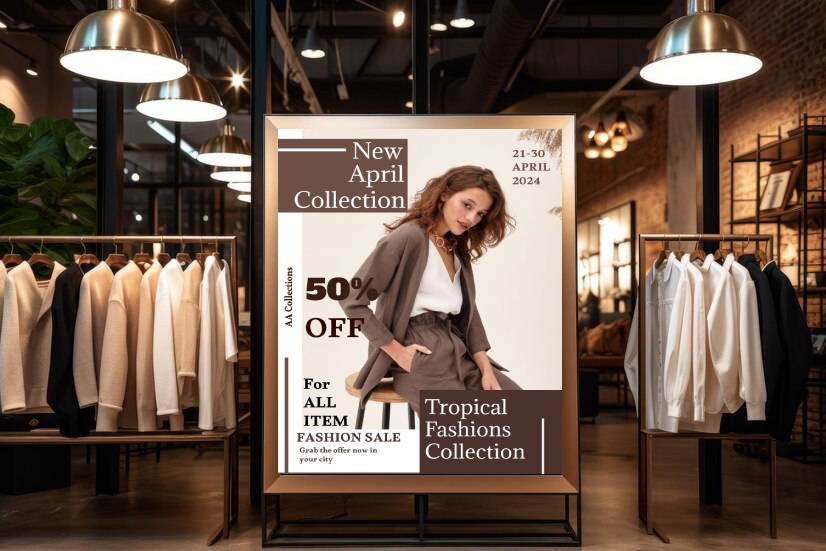 New
April
Collection
21-30
APRIL
2024
AA Collections
50%
OFF
For
ALL
ITEM
FASHION SALE
Grab the offer now in
your city
Tropical
Fashions
Collection